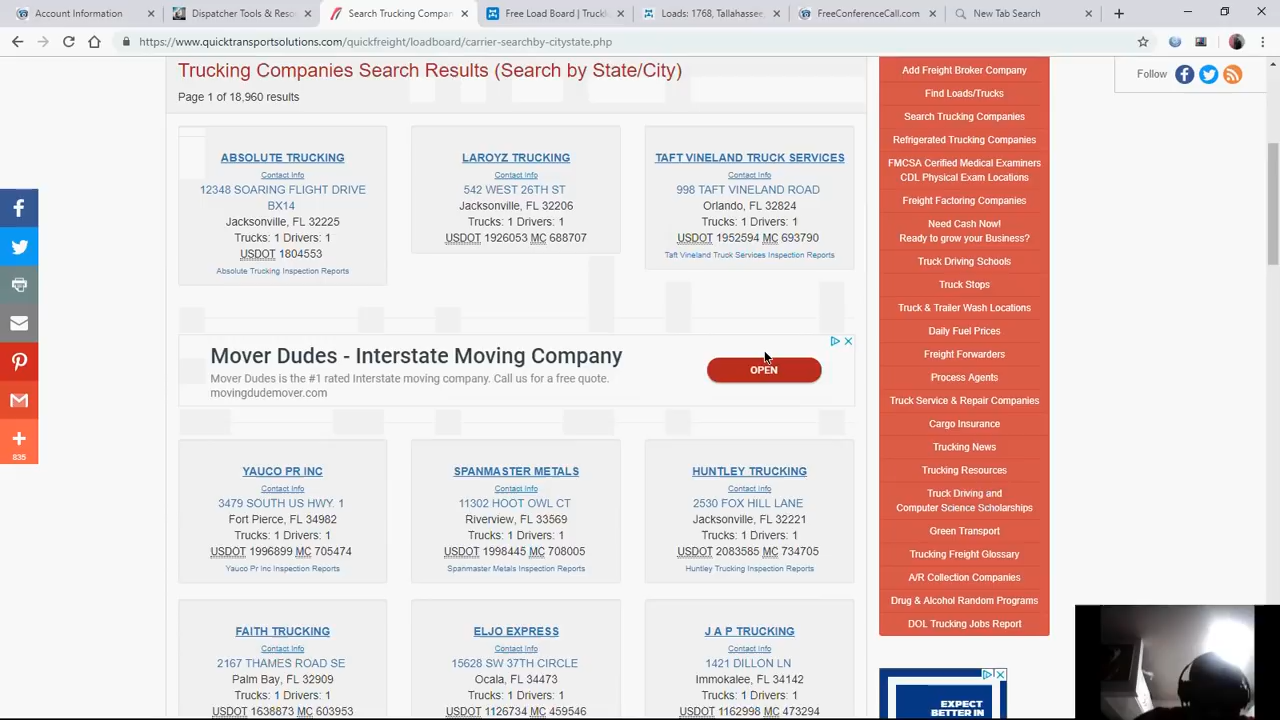 Account Dashboard
Dispatcher Tools & Resou
Search Trucking Compan
Free Load Board | Trucki
Loads: 1768, Tallahassee,
FreeConferenceCall.com
New Tab Search
https://www.quicktransportsolutions.com/quickfreight/loadboard/carrier-searchby-citystate.php
Trucking Companies Search Results (Search by State/City)
Page 1 of 18,960 results
ABSOLUTE TRUCKING
Contact Info
12348 SOARING FLIGHT DRIVE
BX14
Jacksonville, FL 32225
Trucks: 1 Drivers: 1
USDOT 1804553
Absolute Trucking Inspection Reports
LAROYZ TRUCKING
Contact Info
542 WEST 26TH ST
Jacksonville, FL 32206
Trucks: 1 Drivers: 1
USDOT 1926053 MC 688707
TAFT VINELAND TRUCK SERVICES
Contact Info
998 TAFT VINELAND ROAD
Orlando, FL 32824
Trucks: 1 Drivers: 1
USDOT 1952594 MC 693790
Taft Vineland Truck Services Inspection Reports
Mover Dudes - Interstate Moving Company
Mover Dudes is the #1 rated Interstate moving company. Call us for a free quote.
movingdudemover.com
OPEN
YAUCO PR INC
Contact Info
3479 SOUTH US HWY. 1
Fort Pierce, FL 34982
Trucks: 1 Drivers: 1
USDOT 1996899 MC 705474
Yauco Pr Inc Inspection Reports
SPANMASTER METALS
Contact Info
11302 HOOT OWL CT
Riverview, FL 33569
Trucks: 1 Drivers: 1
USDOT 1998445 MC 708005
Spanmaster Metals Inspection Reports
HUNTLEY TRUCKING
Contact Info
2530 FOX HILL LANE
Jacksonville, FL 32221
Trucks: 1 Drivers: 1
USDOT 2083585 MC 734705
Huntley Trucking Inspection Reports
FAITH TRUCKING
Contact Info
2167 THAMES ROAD SE
Palm Bay, FL 32909
Trucks: 1 Drivers: 1
USDOT 1658873 MC 603953
ELJO EXPRESS
Contact Info
15628 SW 37TH CIRCLE
Ocala, FL 34473
Trucks: 1 Drivers: 1
USDOT 1126734 MC 459546
J A P TRUCKING
Contact Info
1421 DILLON LN
Immokalee, FL 34142
Trucks: 1 Drivers: 1
USDOT 1162998 MC 473294
Add Freight Broker Company
Find Loads/Trucks
Search Trucking Companies
Refrigerated Trucking Companies
FMCSA Cerified Medical Examiners
CDL Physical Exam Locations
Freight Factoring Companies
Need Cash Now!
Ready to grow your Business?
Truck Driving Schools
Truck Stops
Truck & Trailer Wash Locations
Daily Fuel Prices
Freight Forwarders
Process Agents
Truck Service & Repair Companies
Cargo Insurance
Trucking News
Trucking Resources
Truck Driving and
Computer Science Scholarships
Green Transport
Trucking Freight Glossary
A/R Collection Companies
Drug & Alcohol Random Programs
DOL Trucking Jobs Report
Follow
835
EXPECT
BETTER IN